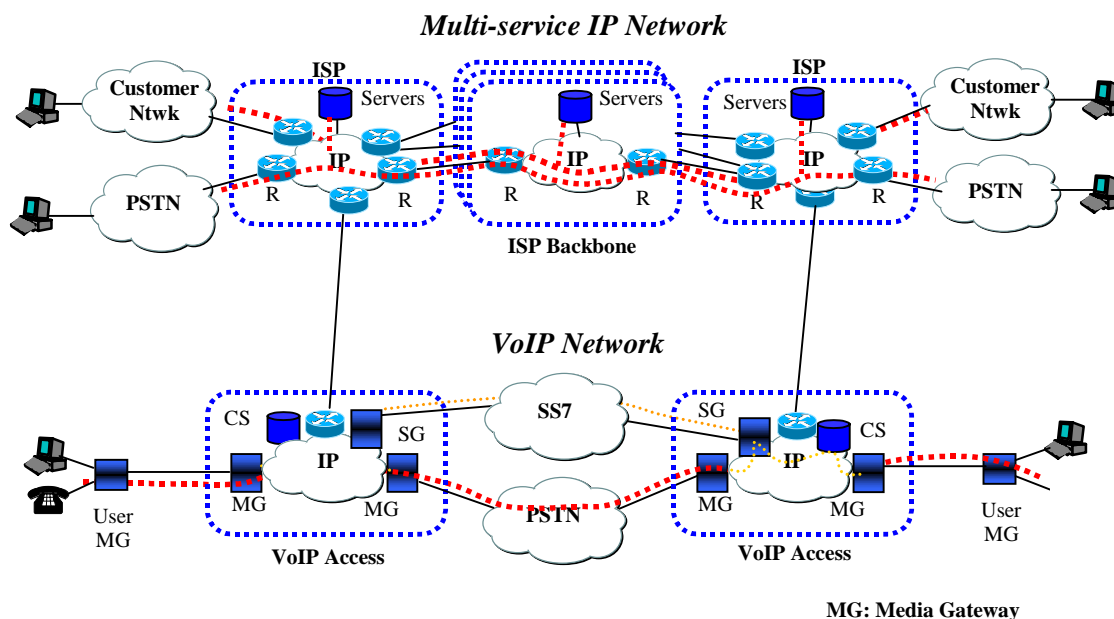 Multi-service IP Network
ISP
ISP
Customer
Ntwk
Servers
Servers
Servers
Customer
Ntwk
IP
IP
IP
PSTN
R
R
R
R
R
R
PSTN
ISP Backbone
VoIP Network
CS
SG
SS7
SG
CS
IP
IP
MG
MG
PSTN
MG
MG
User
MG
User
MG
VoIP Access
VoIP Access
MG: Media Gateway